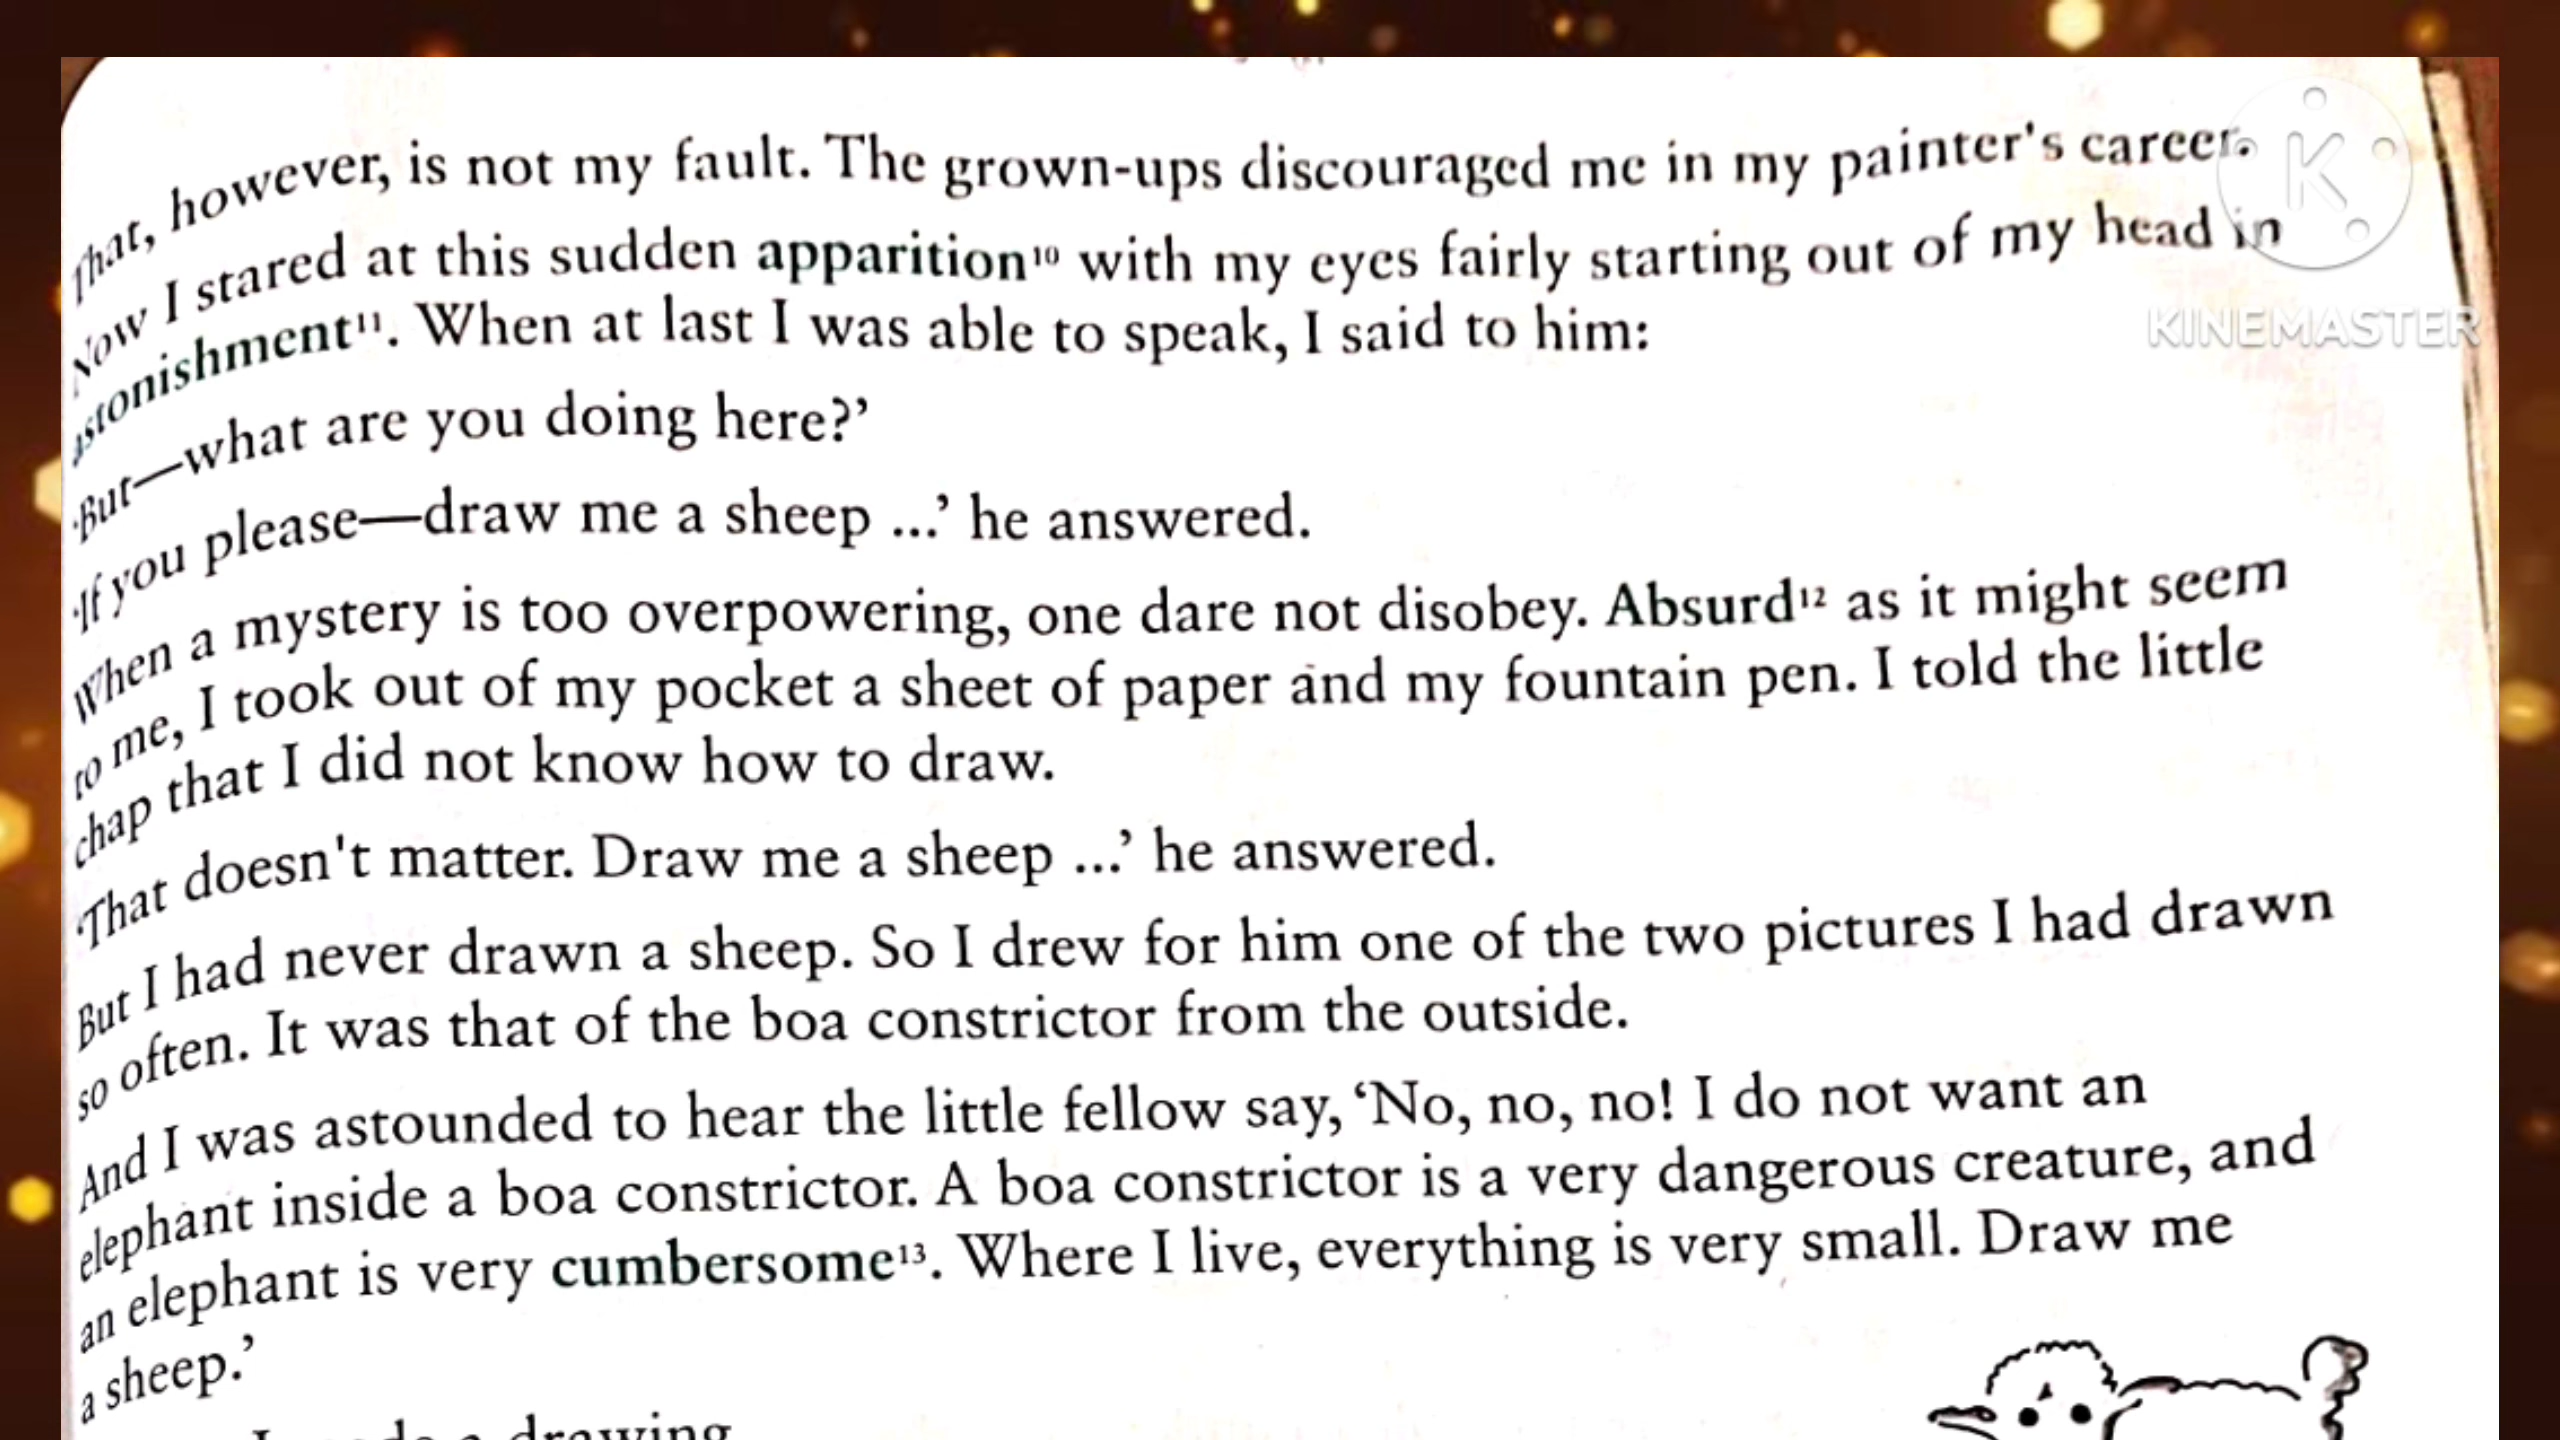 That, however, is not my fault. The grown-ups discouraged me in my painter's career.
Now I stared at this sudden apparition¹⁰ with my eyes fairly starting out of my head in
astonishment¹¹. When at last I was able to speak, I said to him:
‘But—what are you doing here?’
‘If you please—draw me a sheep ...’ he answered.
When a mystery is too overpowering, one dare not disobey. Absurd¹² as it might seem
to me, I took out of my pocket a sheet of paper and my fountain pen. I told the little
chap that I did not know how to draw.
‘That doesn't matter. Draw me a sheep ...’ he answered.
But I had never drawn a sheep. So I drew for him one of the two pictures I had drawn
so often. It was that of the boa constrictor from the outside.
And I was astounded to hear the little fellow say, ‘No, no, no! I do not want an
elephant inside a boa constrictor. A boa constrictor is a very dangerous creature, and
an elephant is very cumbersome¹³. Where I live, everything is very small. Draw me
a sheep.’
I made a drawing
K
KINEMASTER